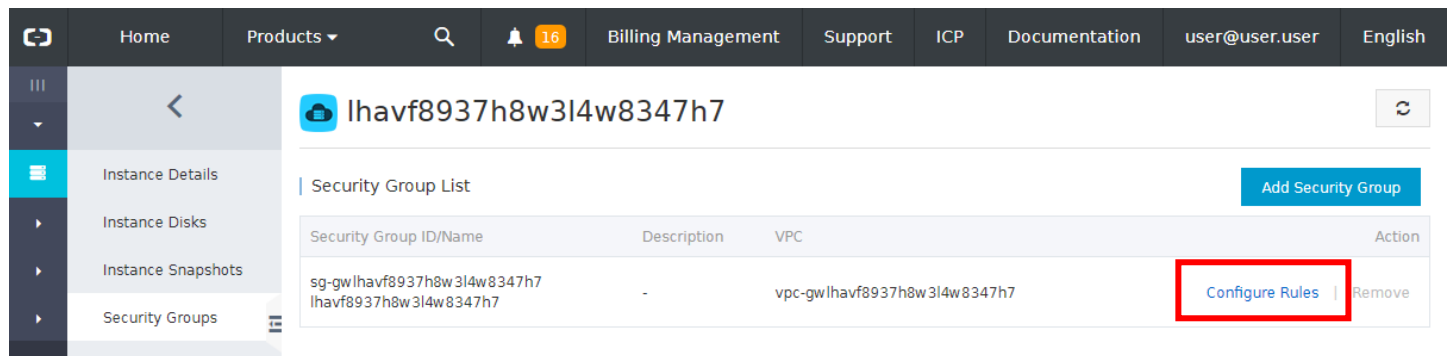 Home Products 16 Billing Management Support ICP Documentation user@user.user English
lhavf8937h8w3l4w8347h7
Instance Details
Instance Disks
Instance Snapshots
Security Groups
Security Group List
Add Security Group
Security Group ID/Name Description VPC Action
sg-gwlhavf8937h8w3l4w8347h7
lhavf8937h8w3l4w8347h7
-
vpc-gwlhavf8937h8w3l4w8347h7
Configure Rules | Remove